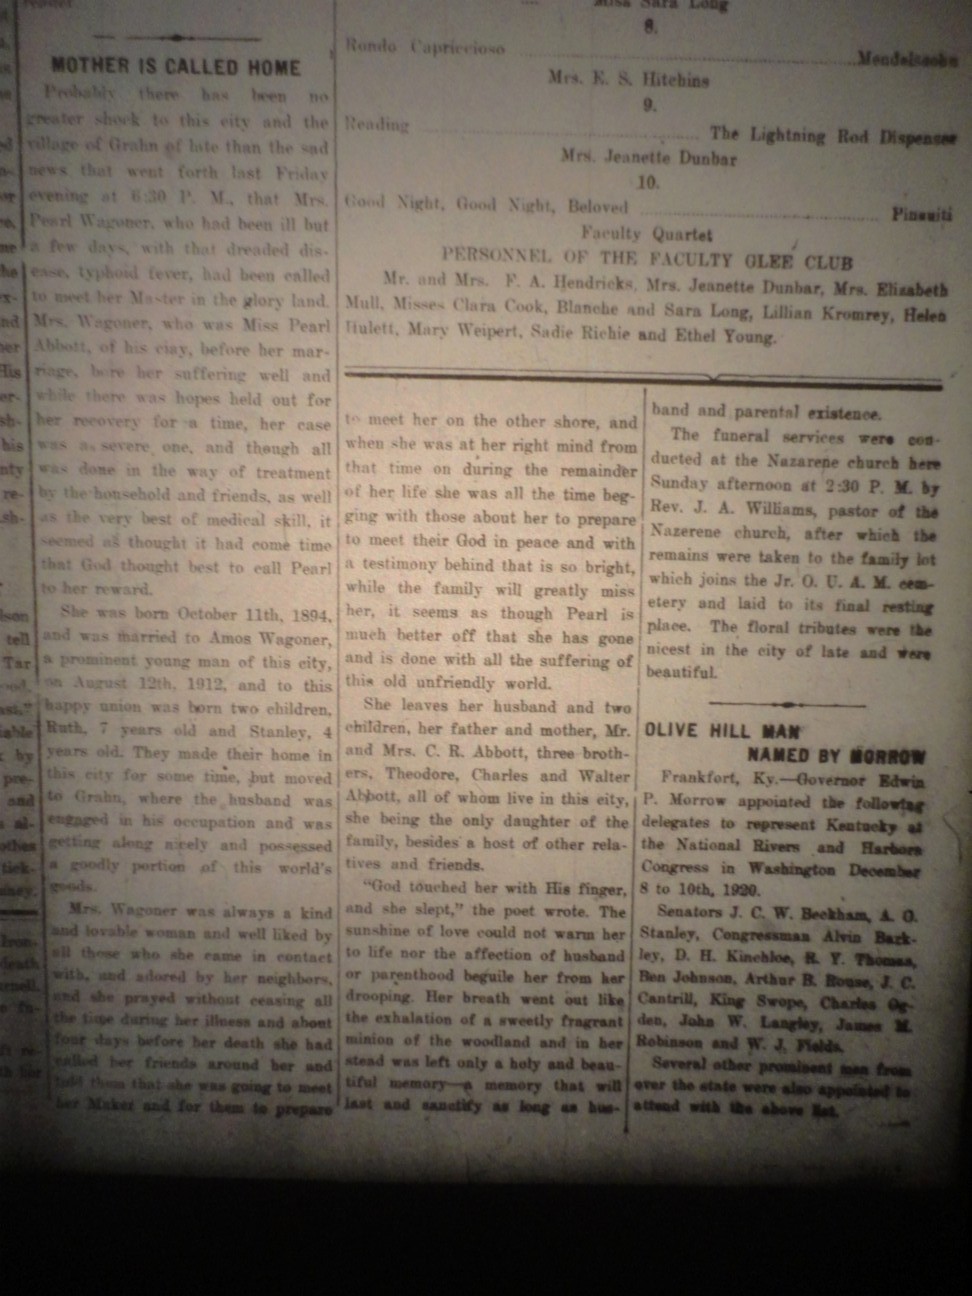 MOTHER IS CALLED HOME
Probably there has been no
greater shock to this city and the
village of Grahn of late than the sad
news that went forth last Friday
evening at 6:30 P. M., that Mrs.
Pearl Wagoner, who had been ill but
a few days, with that dreaded dis-
ease, typhoid fever, had been called
to meet her Master in the glory land.
Mrs. Wagoner, who was Miss Pearl
Abbott, of his ciay, before her mar-
riage, bore her suffering well and
while there was hopes held out for
her recovery for a time, her case
was a severe one, and though all
was done in the way of treatment
by the household and friends, as well
as the very best of medical skill, it
seemed as thought it had come time
that God thought best to call Pearl
to her reward.
She was born October 11th, 1894,
and was married to Amos Wagoner,
a prominent young man of this city,
on August 12th, 1912, and to this
happy union was born two children,
Ruth, 7 years old and Stanley, 4
years old. They made their home in
this city for some time, but moved
to Grahn, where the husband was
engaged in his occupation and was
getting along nicely and possessed
a goodly portion of this world's
goods.
Mrs. Wagoner was always a kind
and lovable woman and well liked by
all those who she came in contact
with, and adored by her neighbors,
and she prayed without ceasing all
the time during her illness and about
four days before her death she had
called her friends around her and
told them that she was going to meet
her Maker and for them to prepare
to meet her on the other shore, and
when she was at her right mind from
that time on during the remainder
of her life she was all the time beg-
ging with those about her to prepare
to meet their God in peace and with
a testimony behind that is so bright,
while the family will greatly miss
her, it seems as though Pearl is
much better off that she has gone
and is done with all the suffering of
this old unfriendly world.
She leaves her husband and two
children, her father and mother, Mr.
and Mrs. C. R. Abbott, three broth-
ers, Theodore, Charles and Walter
Abbott, all of whom live in this city,
she being the only daughter of the
family, besides a host of other rela-
tives and friends.
"God touched her with His finger,
and she slept," the poet wrote. The
sunshine of love could not warm her
to life nor the affection of husband
or parenthood beguile her from her
drooping. Her breath went out like
the exhalation of a sweetly fragrant
minion of the woodland and in her
stead was left only a holy and beau-
tiful memory—a memory that will
last and sanctify as long as hus-
band and parental existence.
The funeral services were con-
ducted at the Nazarene church here
Sunday afternoon at 2:30 P. M. by
Rev. J. A. Williams, pastor of the
Nazerene church, after which the
remains were taken to the family lot
which joins the Jr. O. U. A. M. cem-
etery and laid to its final resting
place. The floral tributes were the
nicest in the city of late and were
beautiful.
Miss Sara Long
8.
Rondo Capriccioso Mendelssohn
Mrs. E. S. Hitchins
9.
Reading The Lightning Rod Dispenser
Mrs. Jeanette Dunbar
10.
Good Night, Good Night, Beloved Pinsuiti
Faculty Quartet
PERSONNEL OF THE FACULTY GLEE CLUB
Mr. and Mrs. F. A. Hendricks, Mrs. Jeanette Dunbar, Mrs. Elizabeth
Mull, Misses Clara Cook, Blanche and Sara Long, Lillian Kromrey, Helen
Hulett, Mary Weipert, Sadie Richie and Ethel Young.
OLIVE HILL MAN
NAMED BY MORROW
Frankfort, Ky.—Governor Edwin
P. Morrow appointed the following
delegates to represent Kentucky at
the National Rivers and Harbors
Congress in Washington December
8 to 10th, 1920.
Senators J. C. W. Beckham, A. O.
Stanley, Congressman Alvin Bark-
ley, D. H. Kinchloe, R. Y. Thomas,
Ben Johnson, Arthur B. Rouse, J. C.
Cantrill, King Swope, Charles Og-
den, John W. Langley, James M.
Robinson and W. J. Fields.
Several other prominent men from
over the state were also appointed to
attend with the above list.